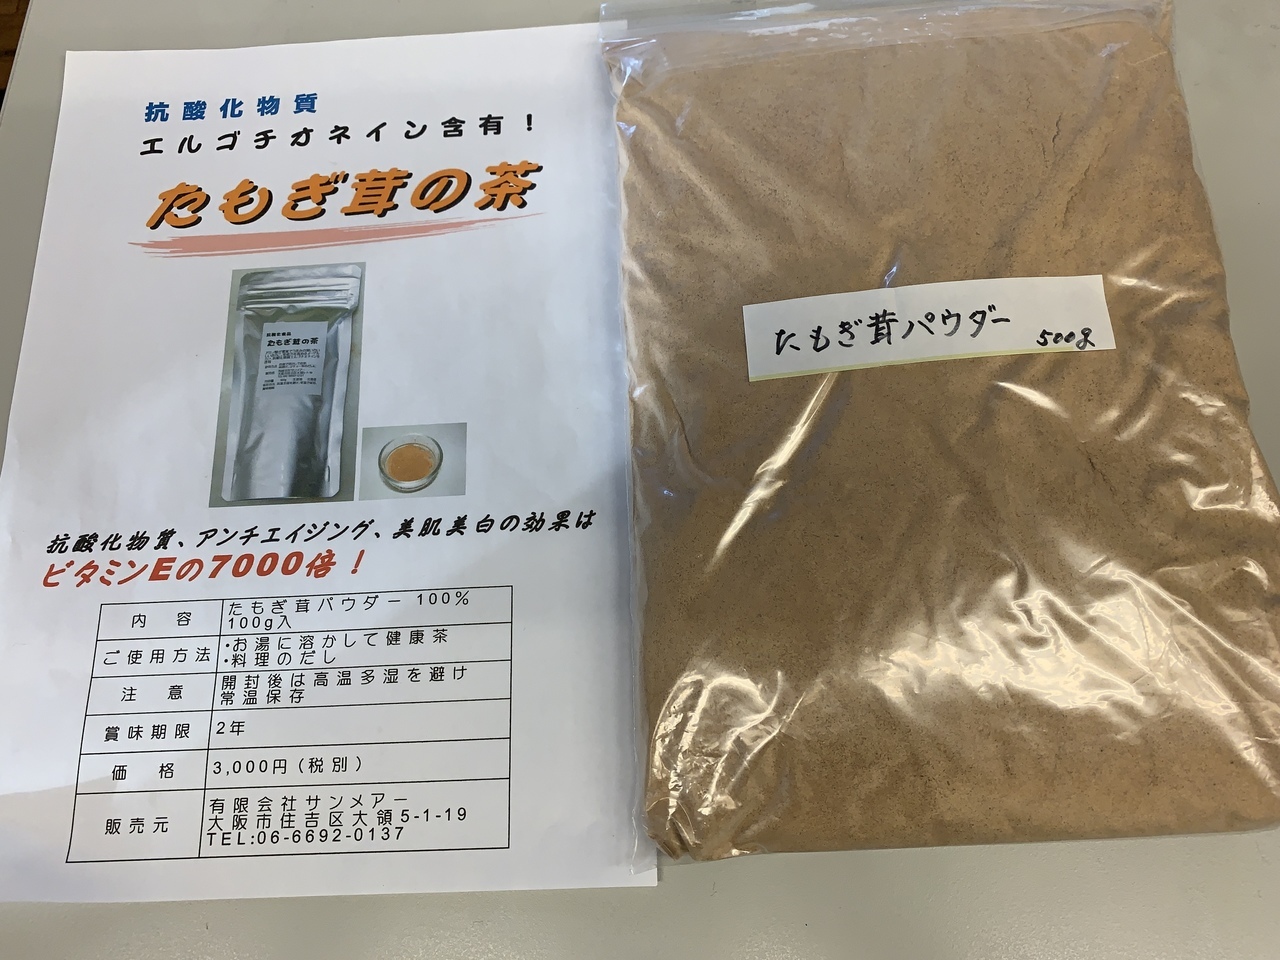 抗酸化物質
エルゴチオネイン含有！
たもぎ茸の茶
抗酸化食品
たもぎ茸の茶
抗酸化物質、アンチエイジング、美肌美白の効果は
ビタミンEの7000倍！
内容 たもぎ茸パウダー 100%
100g入
ご使用方法 ・お湯に溶かして健康茶
・料理のだし
注意 開封後は高温多湿を避け
常温保存
賞味期限 2年
価格 3,000円(税別)
販売元 有限会社サンメアー
大阪市住吉区大領5-1-19
TEL:06-6692-0137
たもぎ茸パウダー 500g